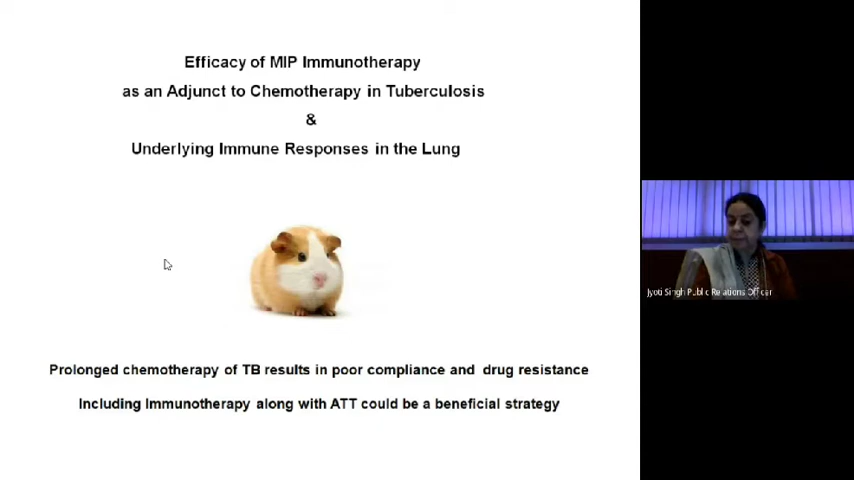 Efficacy of MIP Immunotherapy
as an Adjunct to Chemotherapy in Tuberculosis
&
Underlying Immune Responses in the Lung
Prolonged chemotherapy of TB results in poor compliance and drug resistance
Including Immunotherapy along with ATT could be a beneficial strategy
Jyoti Singh Public Relations Officer